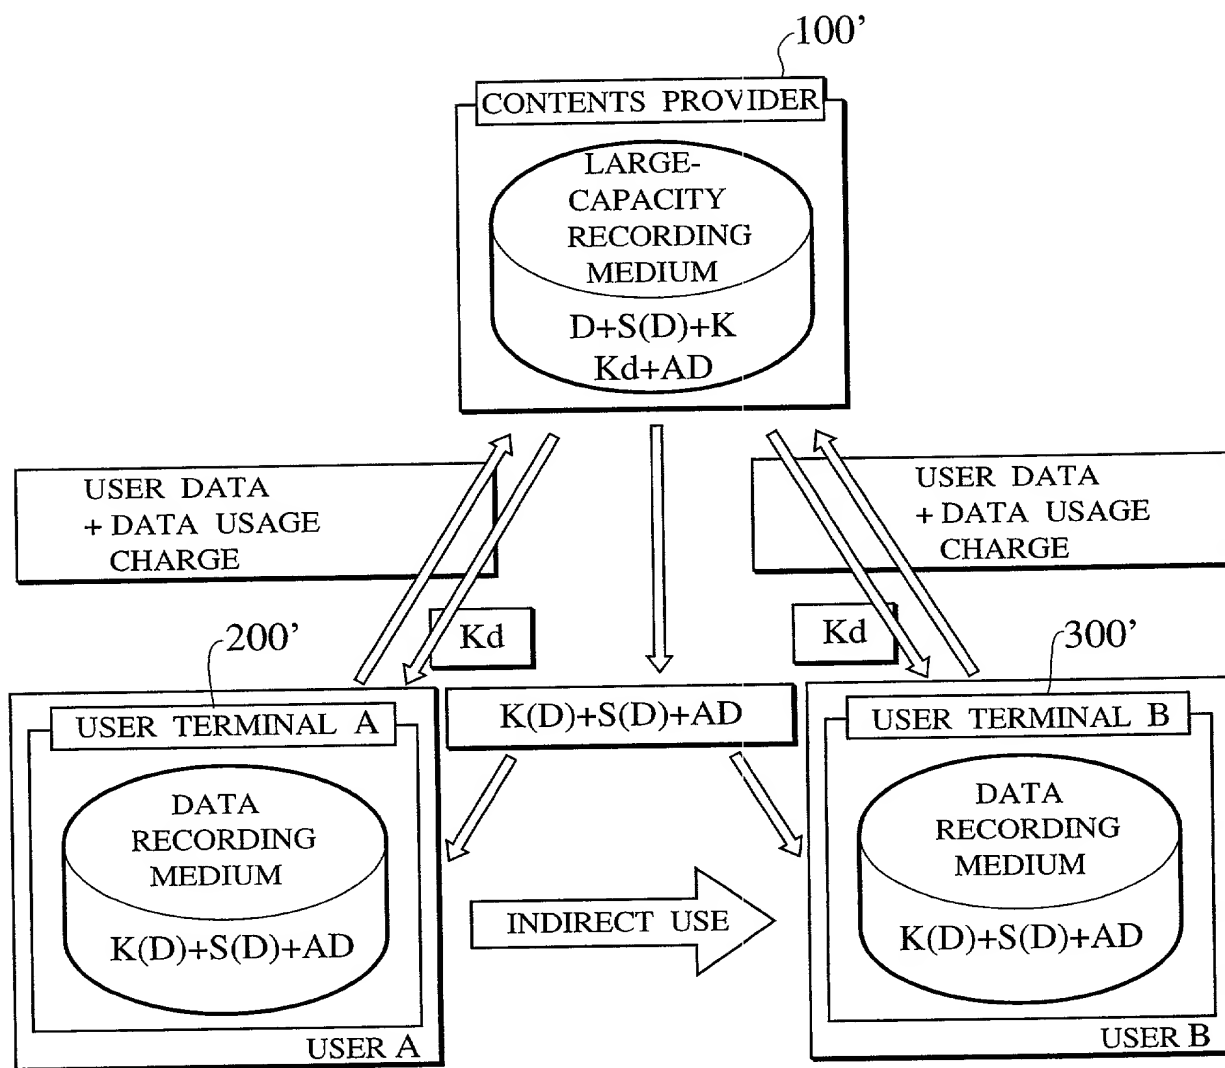 100’
CONTENTS PROVIDER
LARGE-
CAPACITY
RECORDING
MEDIUM
D+S(D)+K
Kd+AD
USER DATA
+ DATA USAGE
CHARGE
USER DATA
+ DATA USAGE
CHARGE
Kd
Kd
200’
300’
K(D)+S(D)+AD
USER TERMINAL A
USER TERMINAL B
DATA
RECORDING
MEDIUM
DATA
RECORDING
MEDIUM
INDIRECT USE
K(D)+S(D)+AD
K(D)+S(D)+AD
USER A
USER B